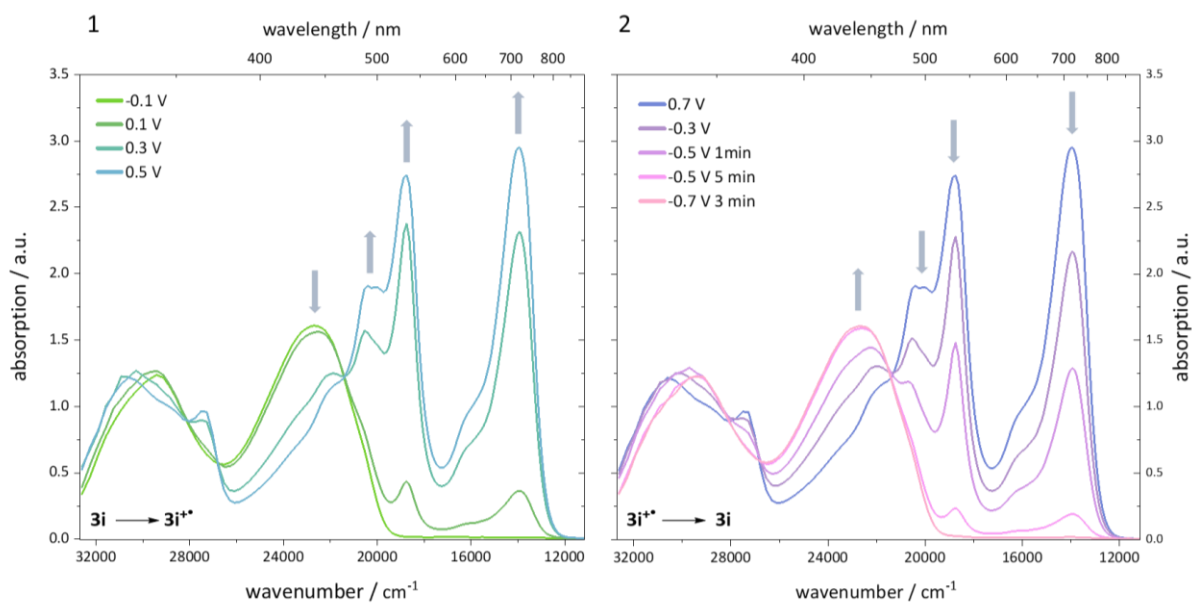 1
wavelength / nm
400 500 600 700 800
3.5
3.0
2.5
2.0
1.5
1.0
0.5
0.0
absorption / a.u.
-0.1 V
0.1 V
0.3 V
0.5 V
3i → 3i+•
32000 28000 24000 20000 16000 12000
wavenumber / cm-1
2
wavelength / nm
400 500 600 700 800
3.5
3.0
2.5
2.0
1.5
1.0
0.5
0.0
absorption / a.u.
0.7 V
-0.3 V
-0.5 V 1min
-0.5 V 5 min
-0.7 V 3 min
3i+• → 3i
32000 28000 24000 20000 16000 12000
wavenumber / cm-1